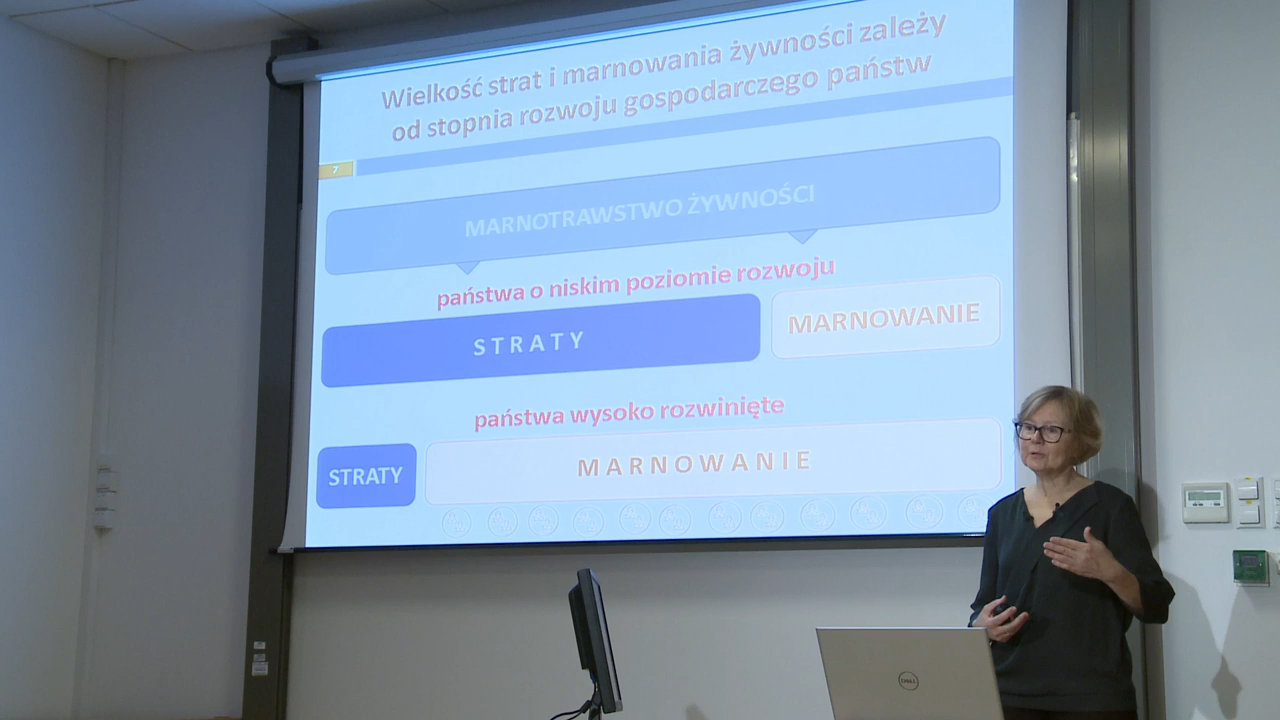 Wielkość strat i marnowania żywności zależy
od stopnia rozwoju gospodarczego państw
7
MARNOTRAWSTWO ŻYWNOŚCI
państwa o niskim poziomie rozwoju
STRATY
MARNOWANIE
państwa wysoko rozwinięte
STRATY
MARNOWANIE
DELL